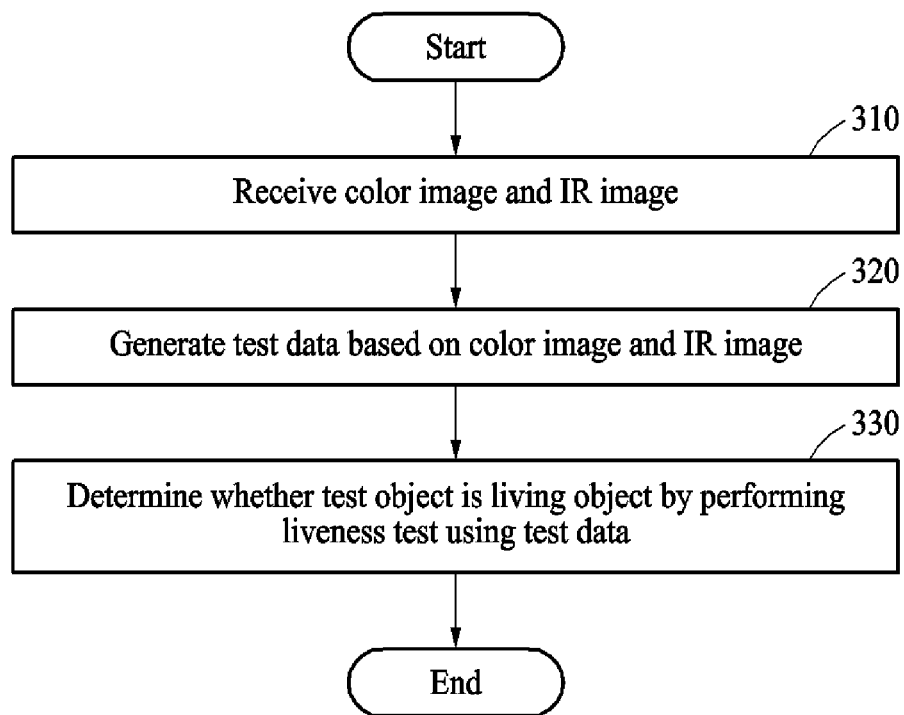 Start
310
Receive color image and IR image
320
Generate test data based on color image and IR image
330
Determine whether test object is living object by performing
liveness test using test data
End